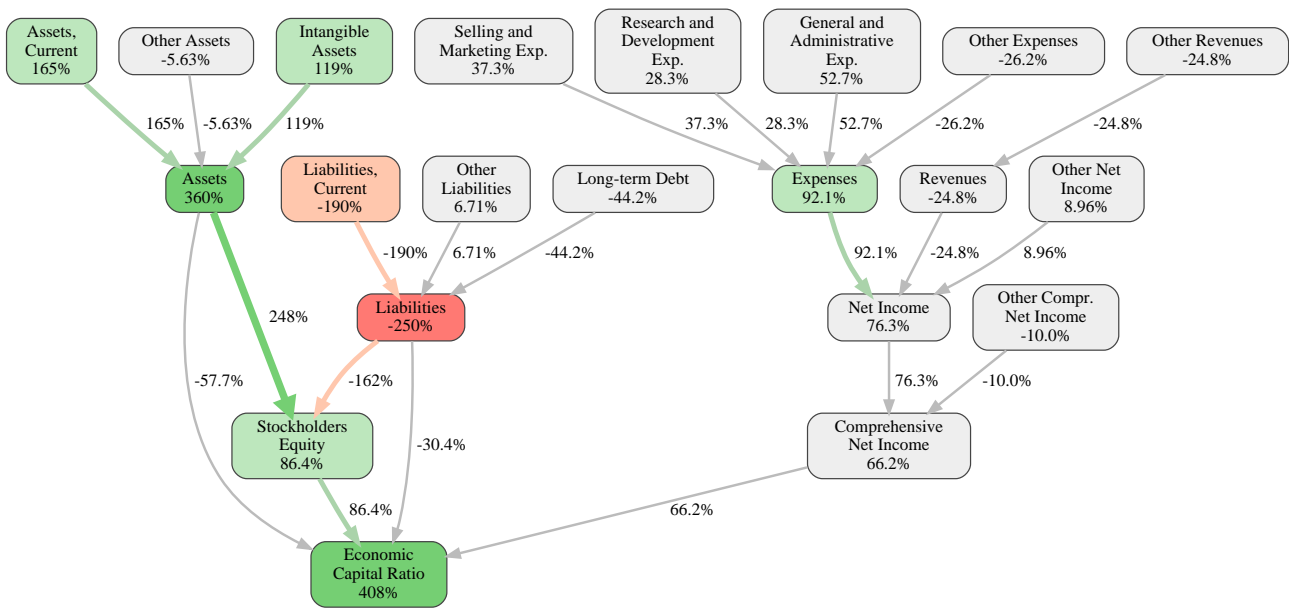 Assets,
Current
165%
Other Assets
-5.63%
Intangible
Assets
119%
Selling and
Marketing Exp.
37.3%
Research and
Development
Exp.
28.3%
General and
Administrative
Exp.
52.7%
Other Expenses
-26.2%
Other Revenues
-24.8%
165%
-5.63%
119%
37.3%
28.3%
52.7%
-26.2%
-24.8%
Assets
360%
Liabilities,
Current
-190%
Other
Liabilities
6.71%
Long-term Debt
-44.2%
Expenses
92.1%
Revenues
-24.8%
Other Net
Income
8.96%
-190%
6.71%
-44.2%
92.1%
-24.8%
8.96%
248%
Liabilities
-250%
Net Income
76.3%
Other Compr.
Net Income
-10.0%
-57.7%
-162%
76.3%
-10.0%
Stockholders
Equity
86.4%
-30.4%
Comprehensive
Net Income
66.2%
86.4%
66.2%
Economic
Capital Ratio
408%